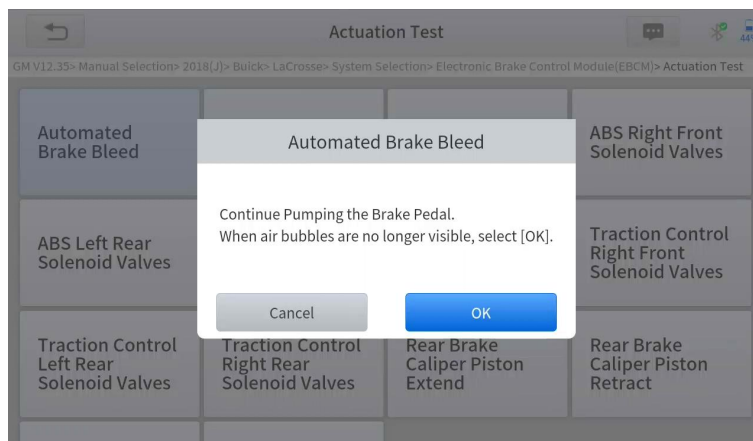 Actuation Test
44%
GM V12.35> Manual Selection> 2018(J)> Buick> LaCrosse> System Selection> Electronic Brake Control Module(EBCM)> Actuation Test
Automated
Brake Bleed
ABS Right Front
Solenoid Valves
Automated Brake Bleed
Continue Pumping the Brake Pedal.
When air bubbles are no longer visible, select [OK].
Cancel
OK
ABS Left Rear
Solenoid Valves
Traction Control
Right Front
Solenoid Valves
Traction Control
Left Rear
Solenoid Valves
Traction Control
Right Rear
Solenoid Valves
Rear Brake
Caliper Piston
Extend
Rear Brake
Caliper Piston
Retract